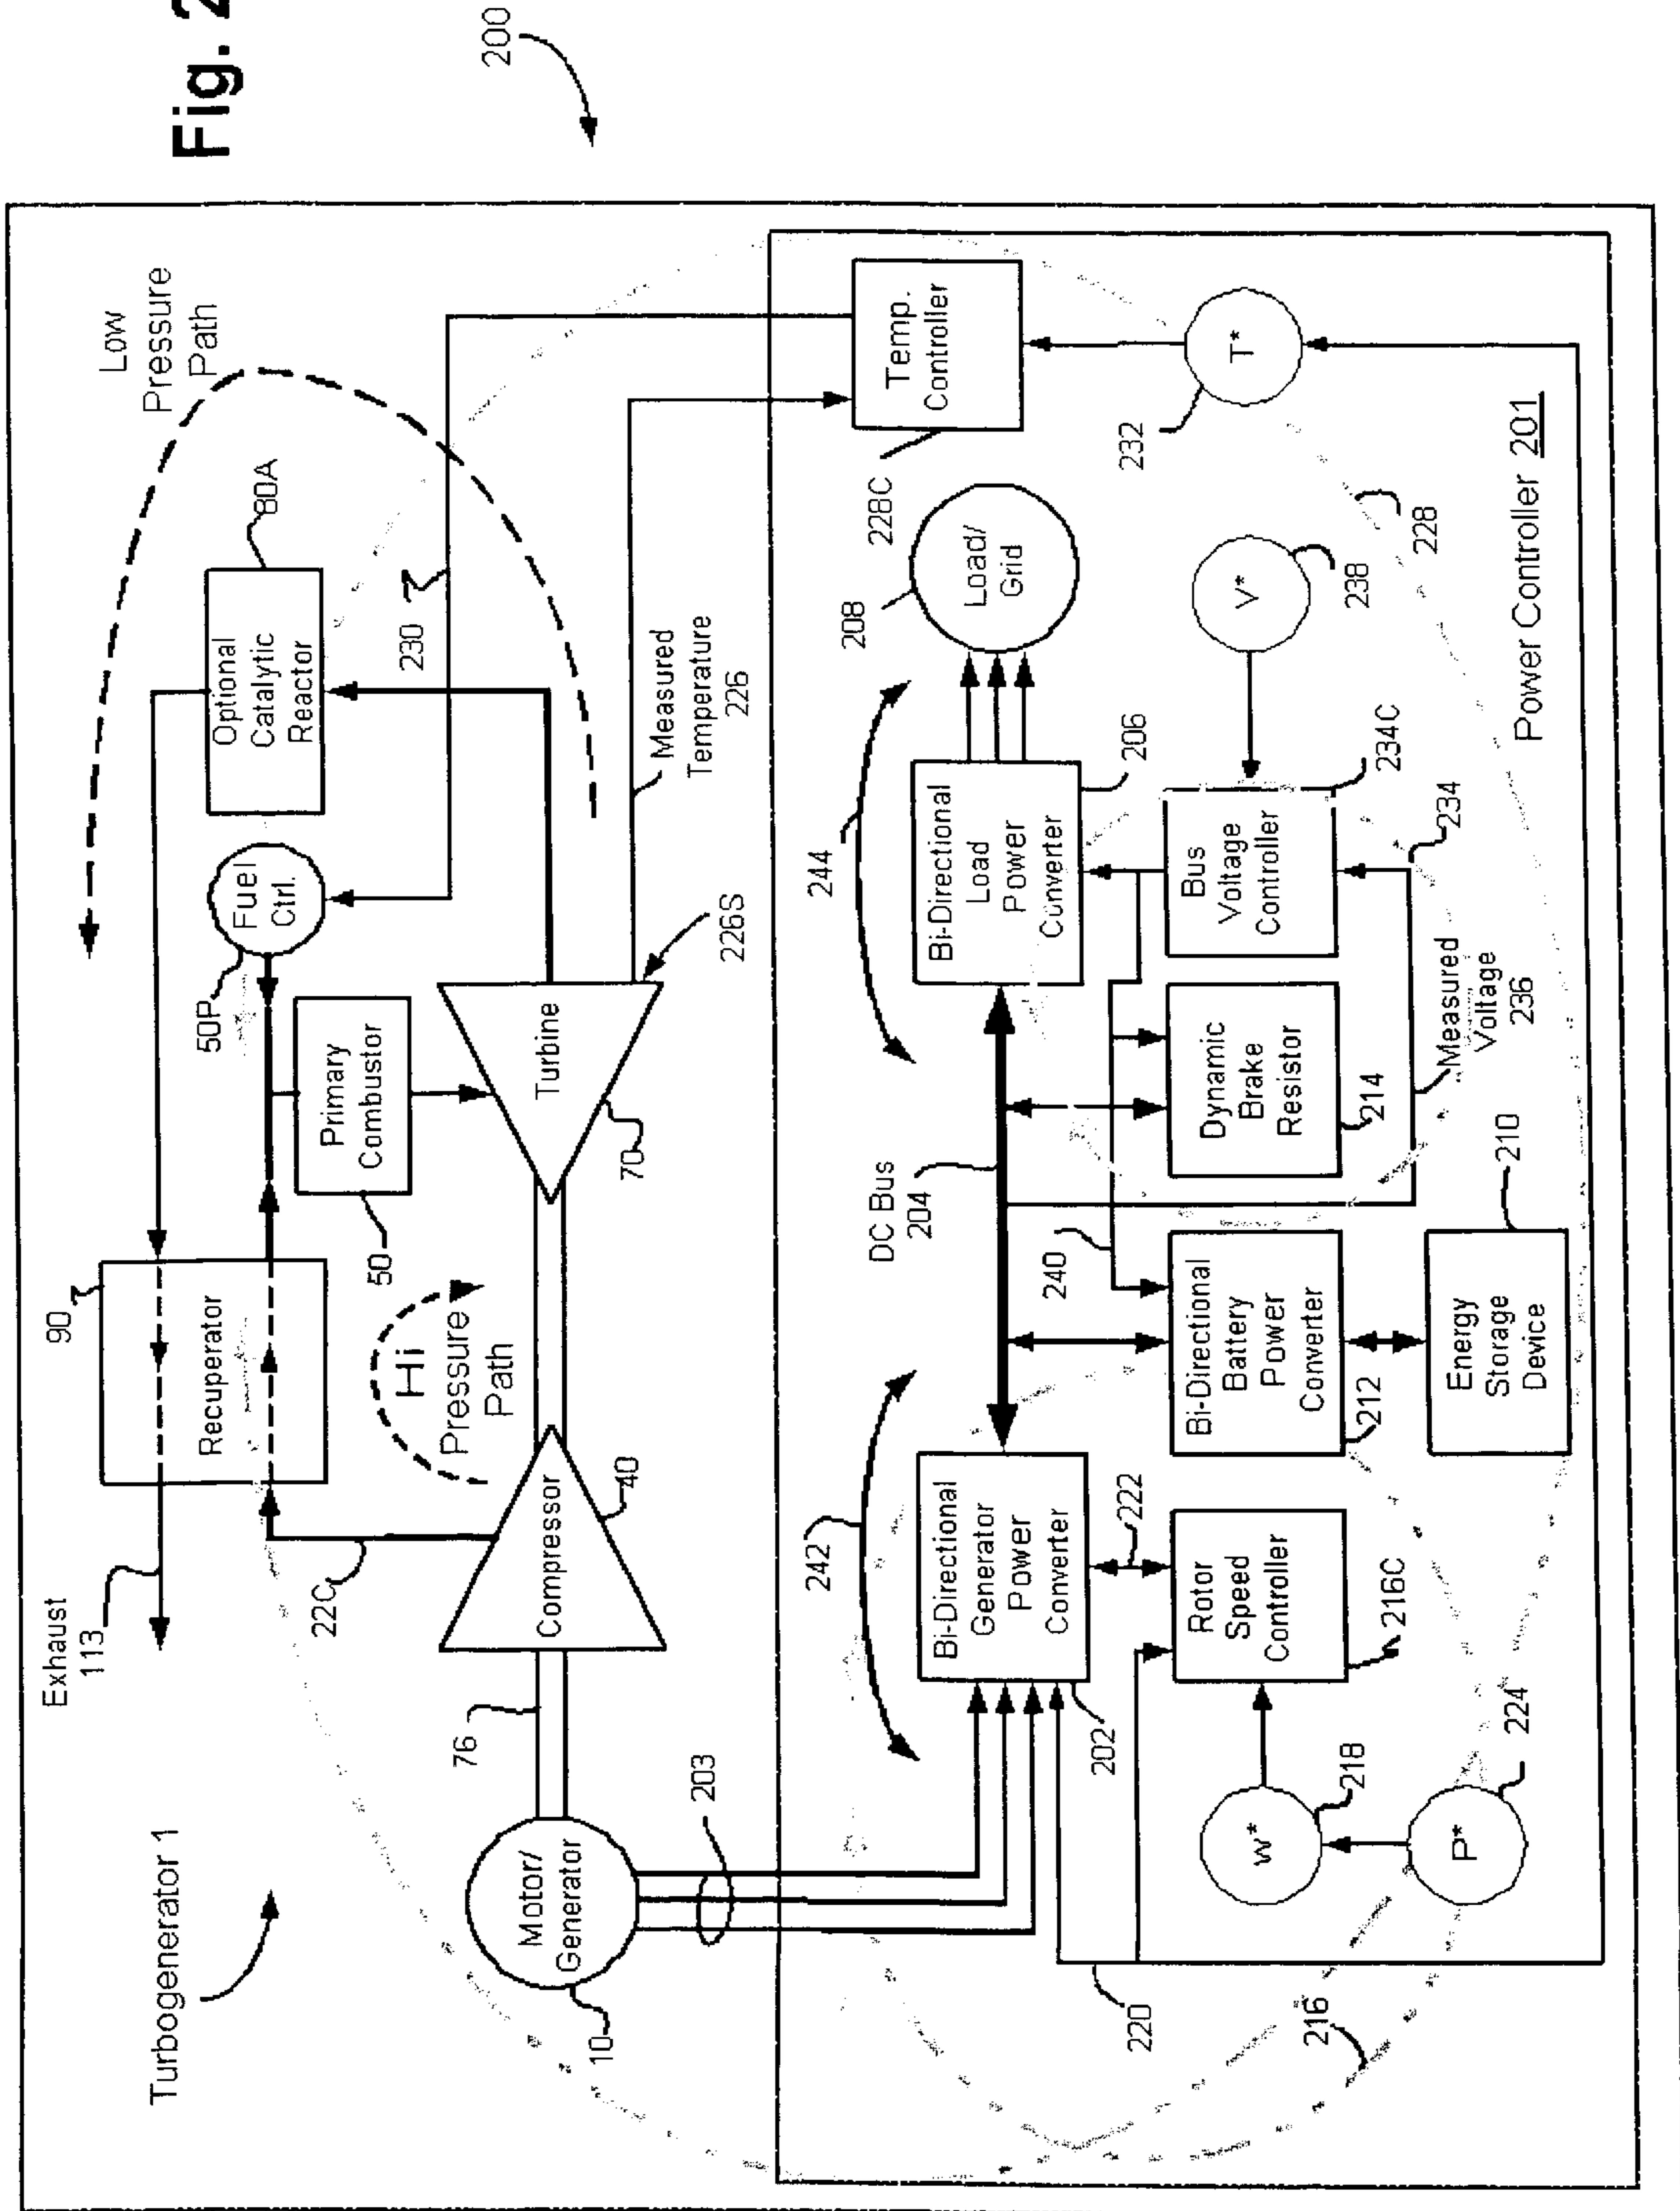 Fig. 2
200
Turbogenerator 1
Exhaust
113
90
Recuperator
22C
Hi
Pressure
Path
50
Primary
Combustor
50P
Fuel
Ctrl.
Optional
Catalytic
Reactor
80A
Low
Pressure
Path
230
Measured
Temperature
226
226S
Turbine
70
Compressor
40
76
Motor/
Generator
10
203
242
Bi-Directional
Generator
Power
Converter
202
222
Rotor
Speed
Controller
216C
w*
218
P*
224
220
216
DC Bus
204
240
Bi-Directional
Battery
Power
Converter
212
Energy
Storage
Device
210
Dynamic
Brake
Resistor
214
Measured
Voltage
236
244
Bi-Directional
Load
Power
Converter
206
Bus
Voltage
Controller
234C
234
Load/
Grid
208
V*
238
228
Temp.
Controller
228C
T*
232
Power Controller 201